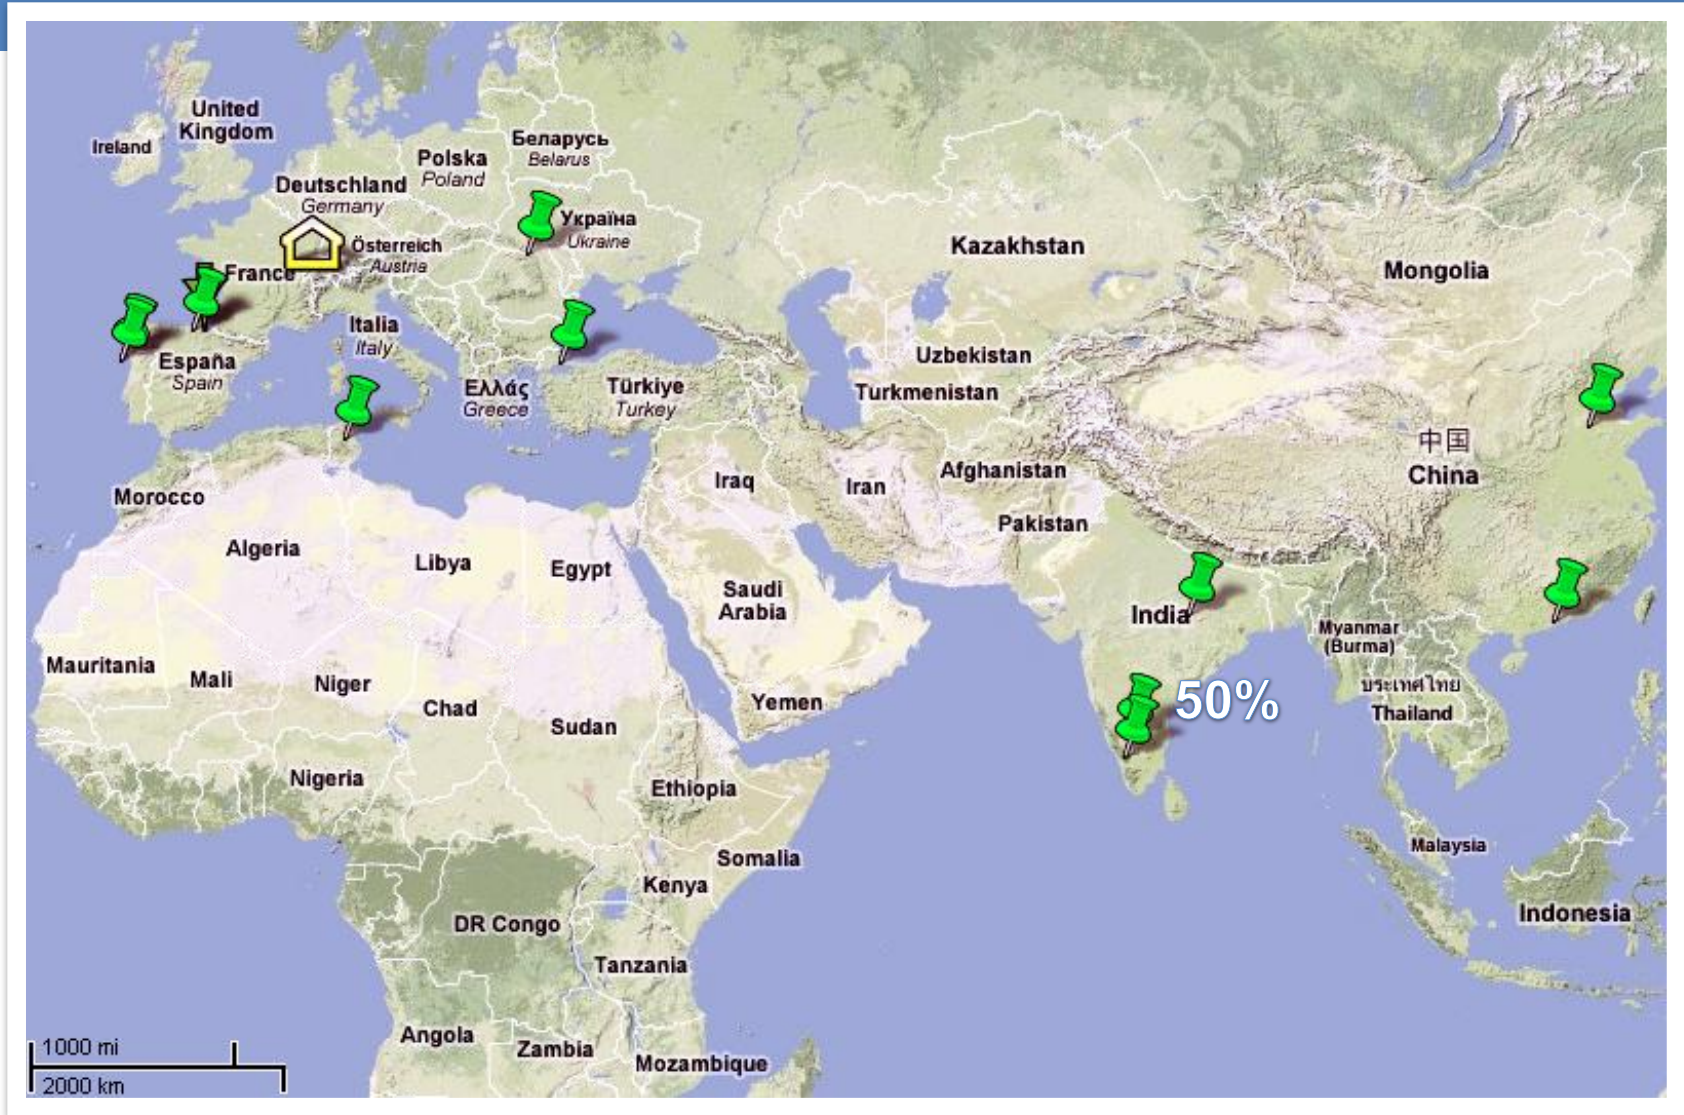 United
Kingdom
Ireland
Беларусь
Belarus
Polska
Poland
Deutschland
Germany
Україна
Ukraine
Österreich
Austria
France
Kazakhstan
Mongolia
Italia
Italy
España
Spain
Uzbekistan
Turkmenistan
Ελλάς
Greece
Türkiye
Turkey
中国
China
Morocco
Iraq
Iran
Afghanistan
Pakistan
Algeria
Libya
Egypt
Saudi
Arabia
India
Myanmar
(Burma)
Mauritania
Mali
Niger
Chad
Sudan
Yemen
50%
ประเทศไทย
Thailand
Nigeria
Ethiopia
Somalia
Malaysia
Kenya
DR Congo
Indonesia
Tanzania
Angola
Zambia
Mozambique
1000 mi
2000 km